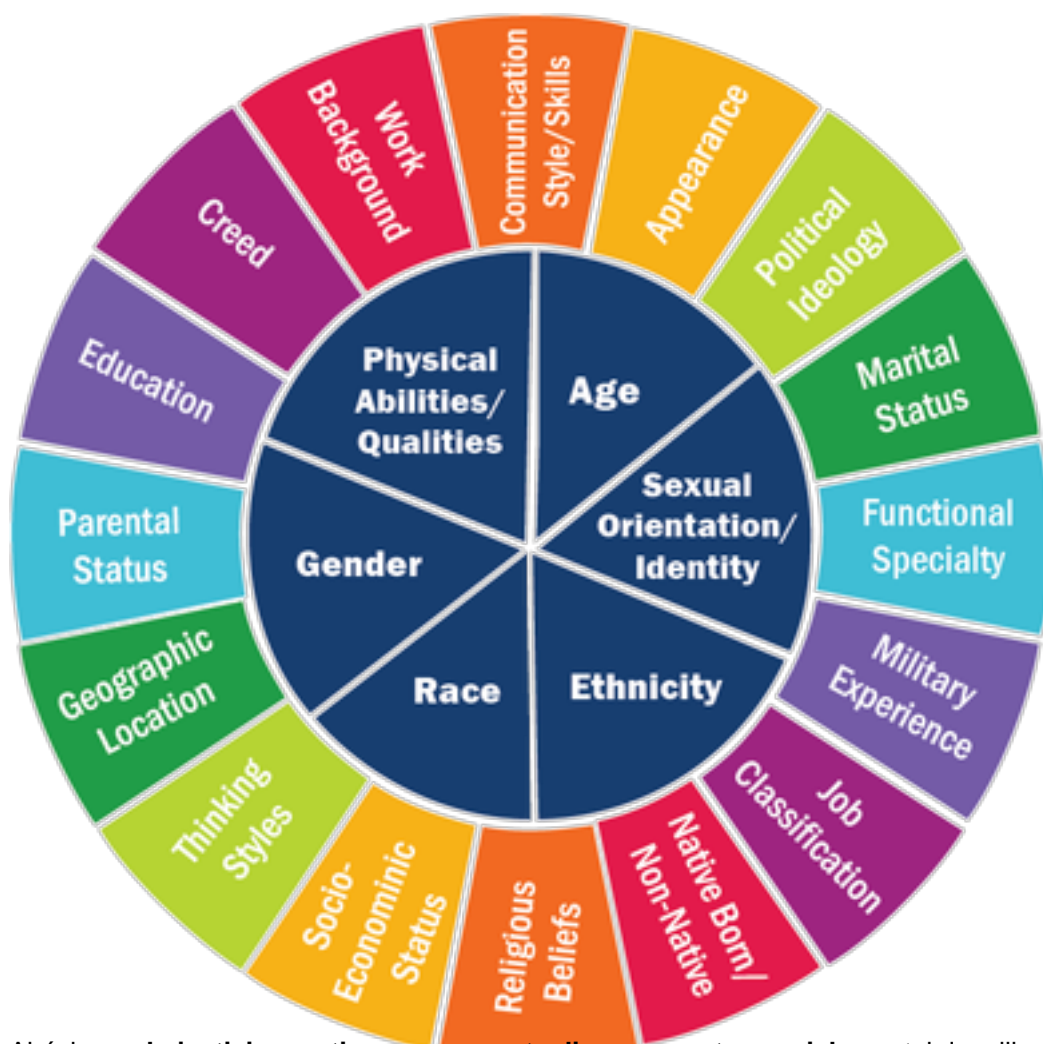 Communication
Style/Skills
Appearance
Political
Ideology
Marital
Status
Functional
Specialty
Military
Experience
Job
Classification
Native Born/
Non-Native
Religious
Beliefs
Socio-
Economic
Status
Thinking
Styles
Geographic
Location
Parental
Status
Education
Creed
Work
Background
Age
Sexual
Orientation/
Identity
Ethnicity
Race
Gender
Physical
Abilities/
Qualities